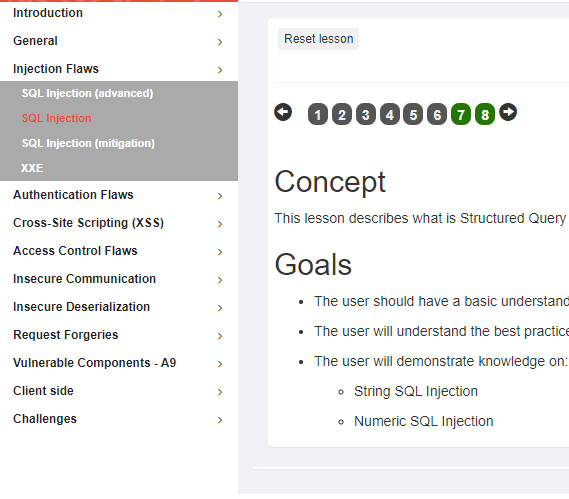 Introduction
General
Injection Flaws
SQL Injection (advanced)
SQL Injection
SQL Injection (mitigation)
XXE
Authentication Flaws
Cross-Site Scripting (XSS)
Access Control Flaws
Insecure Communication
Insecure Deserialization
Request Forgeries
Vulnerable Components - A9
Client side
Challenges
Reset lesson
1 2 3 4 5 6 7 8
Concept
This lesson describes what is Structured Query
Goals
The user should have a basic understand
The user will understand the best practice
The user will demonstrate knowledge on:
String SQL Injection
Numeric SQL Injection